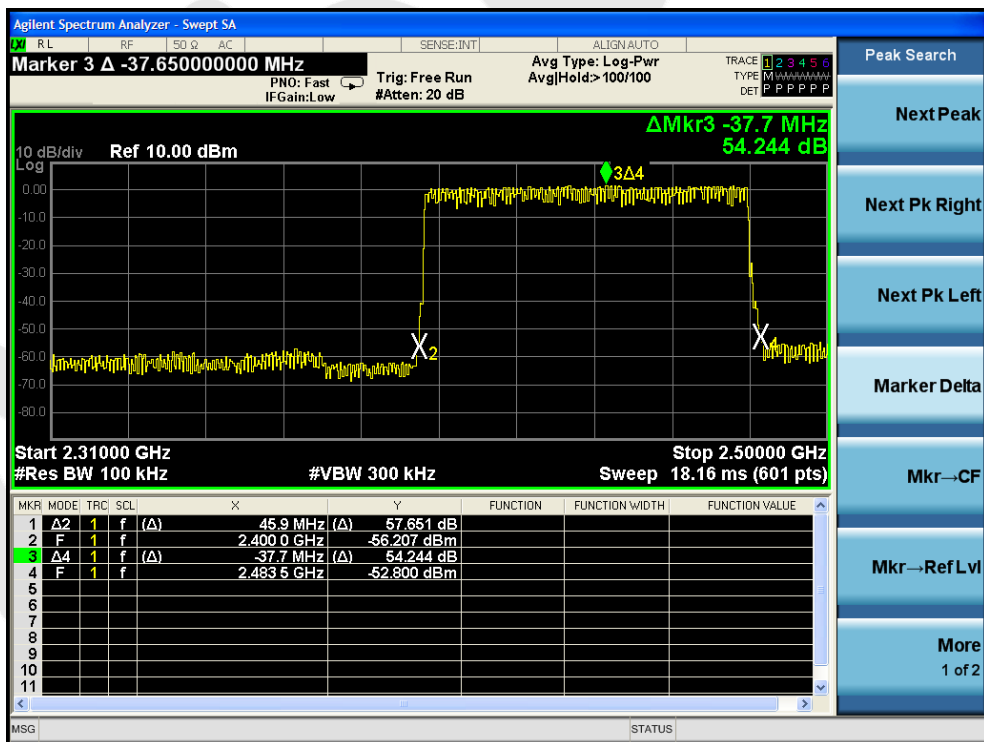 Agilent Spectrum Analyzer - Swept SA
LXI RL RF 50 Ω AC SENSE:INT ALIGN AUTO
Marker 3 Δ -37.650000000 MHz
PNO: Fast
IFGain:Low
Trig: Free Run
#Atten: 20 dB
Avg Type: Log-Pwr
Avg|Hold:>100/100
TRACE 1 2 3 4 5 6
TYPE M
DET P P P P P P
ΔMkr3 -37.7 MHz
54.244 dB
10 dB/div Ref 10.00 dBm
Log
0.00
-10.0
-20.0
-30.0
-40.0
-50.0
-60.0
-70.0
-80.0
3Δ4
2
4
Start 2.31000 GHz Stop 2.50000 GHz
#Res BW 100 kHz #VBW 300 kHz Sweep 18.16 ms (601 pts)
MKR MODE TRC SCL X Y FUNCTION FUNCTION WIDTH FUNCTION VALUE
1 Δ2 1 f (Δ) 45.9 MHz (Δ) 57.651 dB
2 F 1 f 2.400 0 GHz -56.207 dBm
3 Δ4 1 f (Δ) -37.7 MHz (Δ) 54.244 dB
4 F 1 f 2.483 5 GHz -52.800 dBm
5
6
7
8
9
10
11
MSG STATUS
Peak Search
Next Peak
Next Pk Right
Next Pk Left
Marker Delta
Mkr→CF
Mkr→Ref Lvl
More
1 of 2